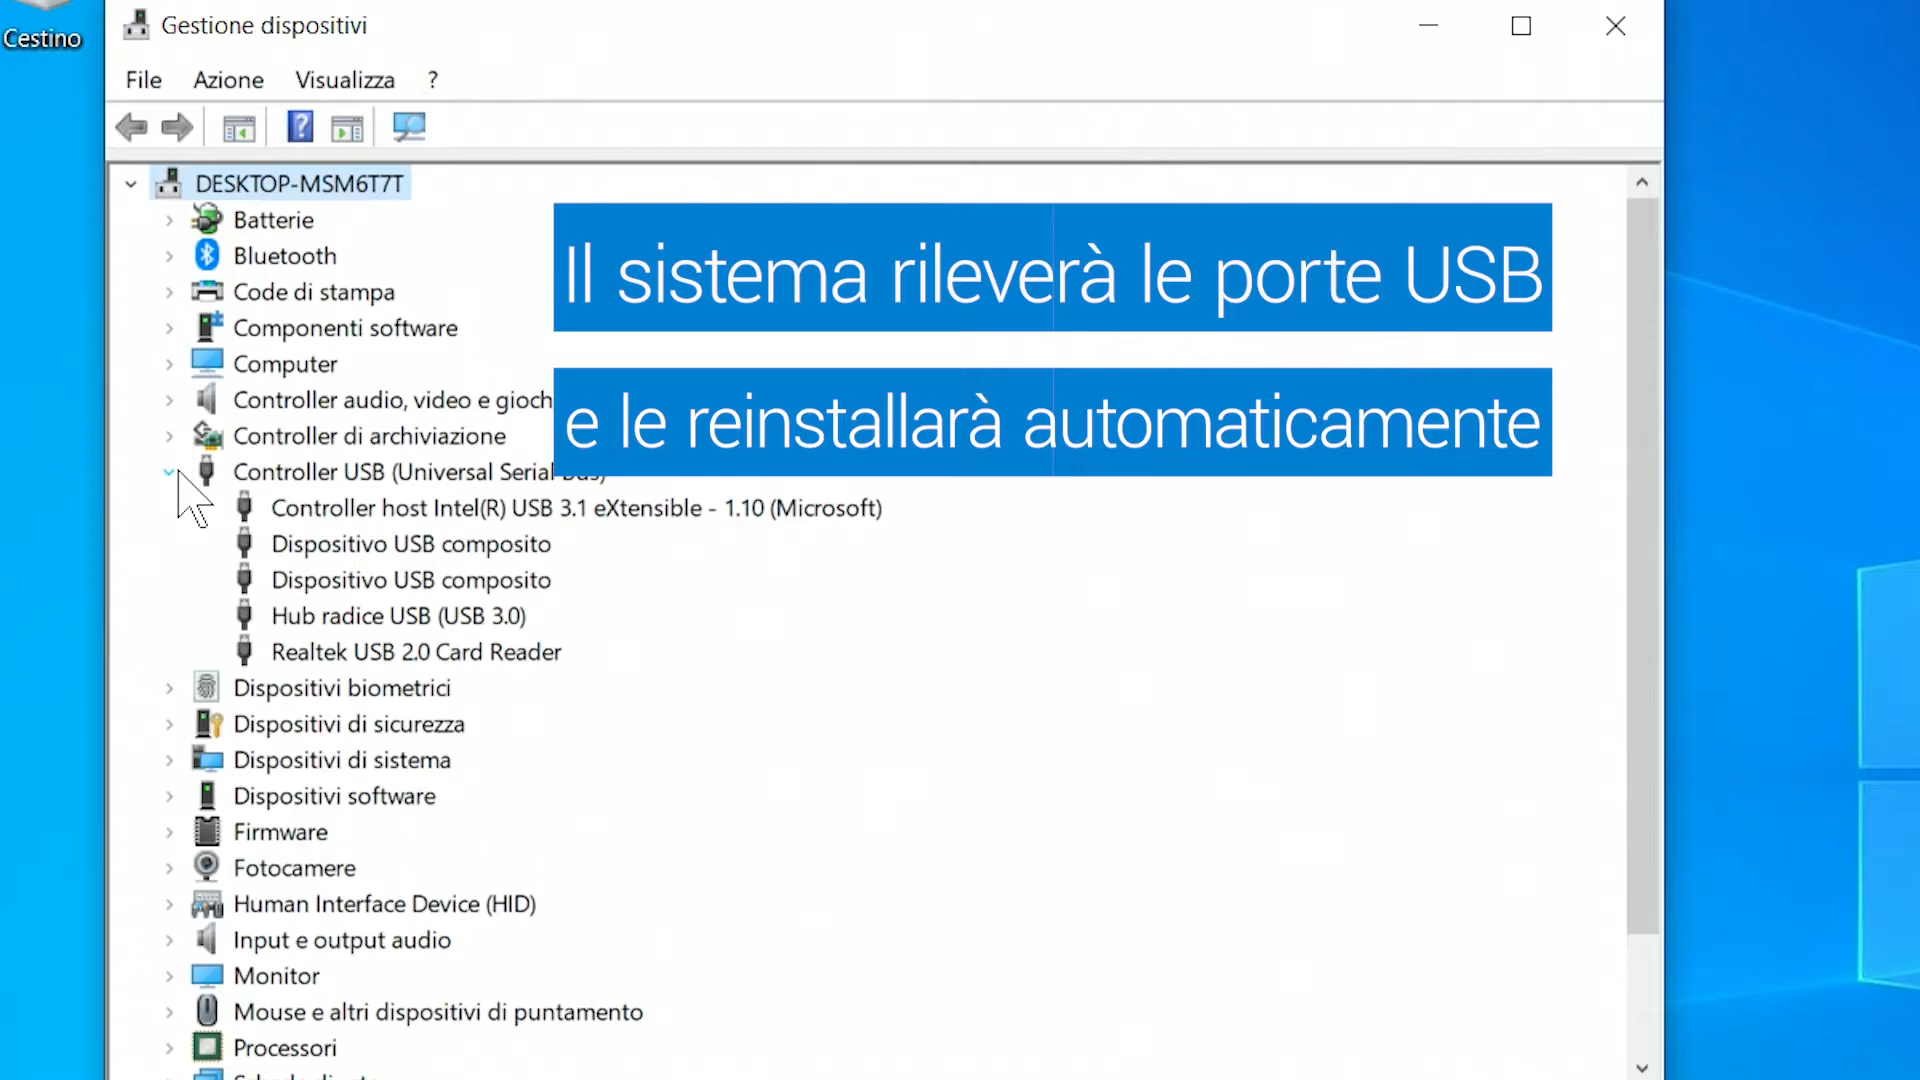 Cestino
Gestione dispositivi
File Azione Visualizza ?
DESKTOP-MSM6T7T
Batterie
Bluetooth
Code di stampa
Componenti software
Computer
Controller audio, video e gioch
Controller di archiviazione
Controller USB (Universal Serial Bus)
Controller host Intel(R) USB 3.1 eXtensible - 1.10 (Microsoft)
Dispositivo USB composito
Dispositivo USB composito
Hub radice USB (USB 3.0)
Realtek USB 2.0 Card Reader
Dispositivi biometrici
Dispositivi di sicurezza
Dispositivi di sistema
Dispositivi software
Firmware
Fotocamere
Human Interface Device (HID)
Input e output audio
Monitor
Mouse e altri dispositivi di puntamento
Processori
Il sistema rileverà le porte USB
e le reinstallarà automaticamente